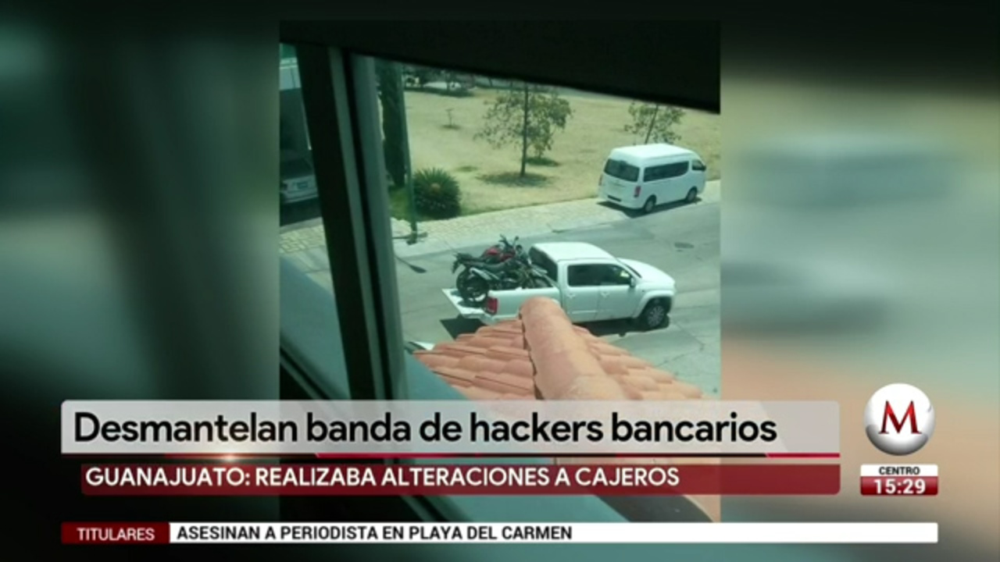 Desmantelan banda de hackers bancarios
GUANAJUATO: REALIZABA ALTERACIONES A CAJEROS
M
CENTRO
15:29
TITULARES ASESINAN A PERIODISTA EN PLAYA DEL CARMEN